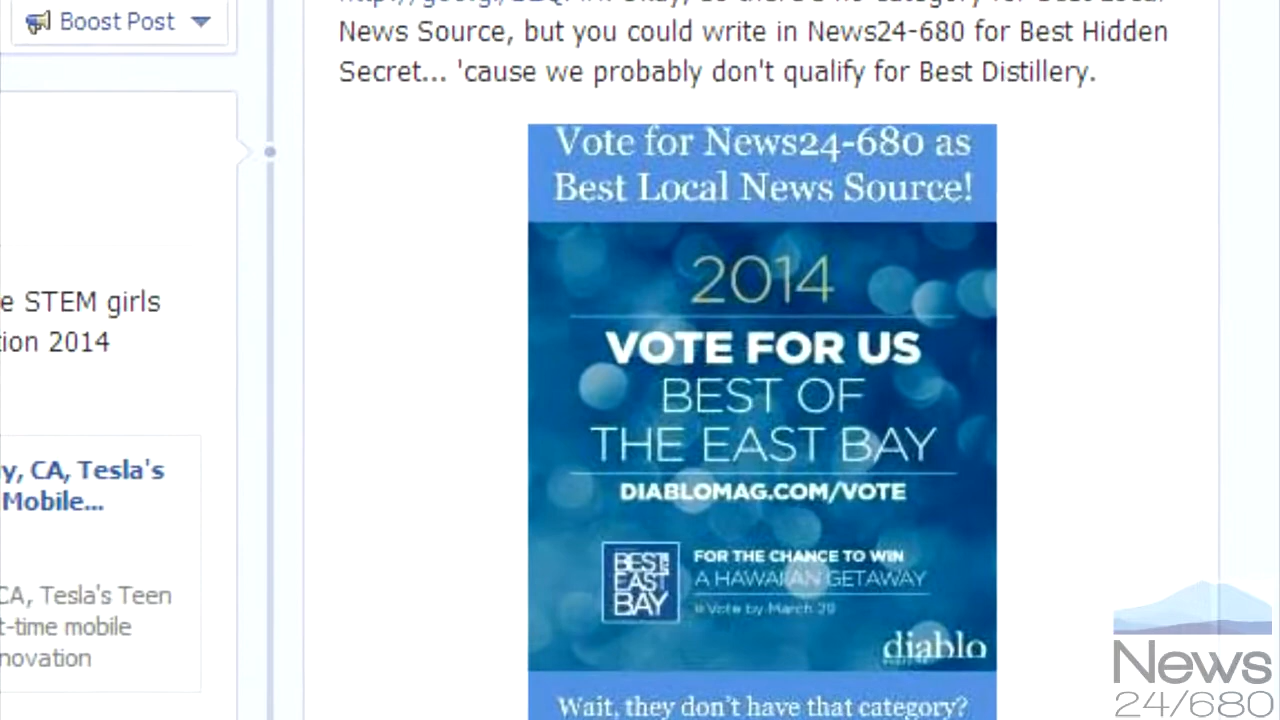 Boost Post
News Source, but you could write in News24-680 for Best Hidden
Secret... 'cause we probably don't qualify for Best Distillery.
Vote for News24-680 as
Best Local News Source!
2014
VOTE FOR US
BEST OF
THE EAST BAY
DIABLOMAG.COM/VOTE
BEST
EAST
BAY
FOR THE CHANCE TO WIN
A HAWAIIAN GETAWAY
Vote by March
diablo
Wait, they don't have that category?
e STEM girls
tion 2014
y, CA, Tesla's
Mobile...
CA, Tesla's Teen
t-time mobile
novation
News
24/680